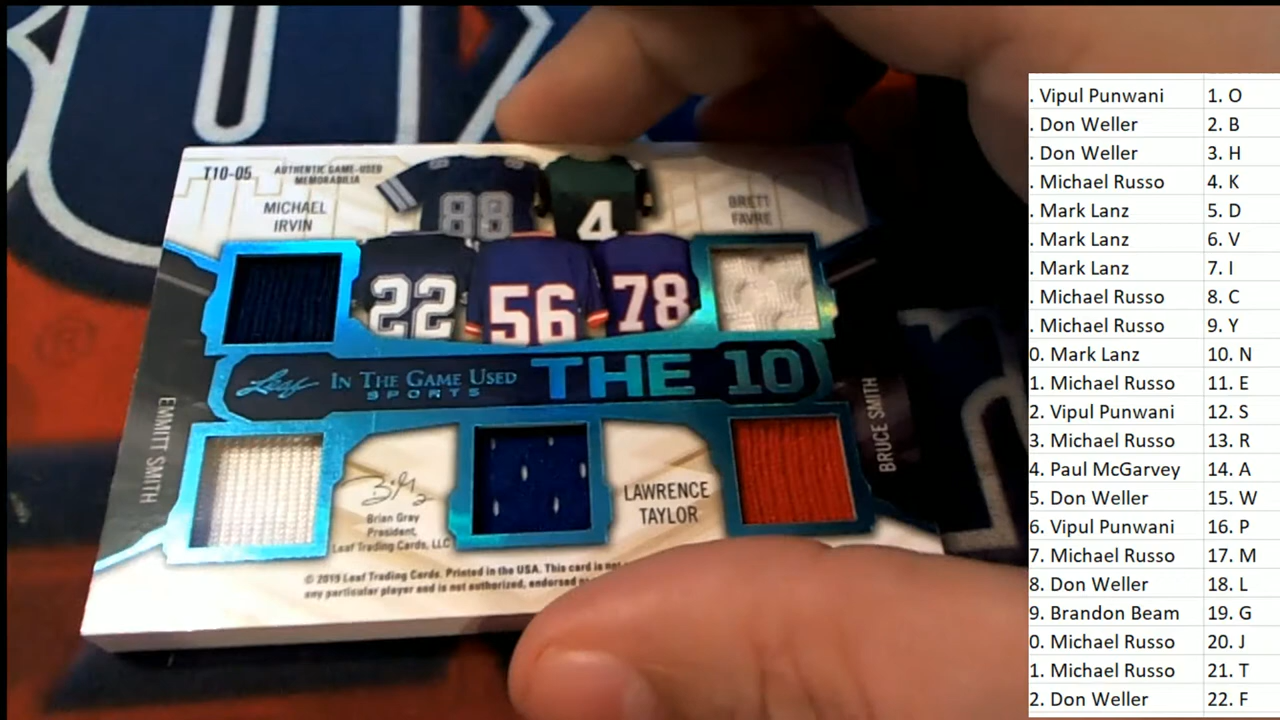 T10-05
AUTHENTIC GAME-USED
MEMORABILIA
MICHAEL
IRVIN
BRETT
FAVRE
88
4
22
56
78
Leaf IN THE GAME USED
SPORTS
THE 10
EMMITT SMITH
BRUCE SMITH
LAWRENCE
TAYLOR
Brian Gray
President,
Leaf Trading Cards, LLC
© 2019 Leaf Trading Cards. Printed in the USA. This card is not
any particular player and is not authorized, endorsed
. Vipul Punwani 1. O
. Don Weller 2. B
. Don Weller 3. H
. Michael Russo 4. K
. Mark Lanz 5. D
. Mark Lanz 6. V
. Mark Lanz 7. I
. Michael Russo 8. C
. Michael Russo 9. Y
0. Mark Lanz 10. N
1. Michael Russo 11. E
2. Vipul Punwani 12. S
3. Michael Russo 13. R
4. Paul McGarvey 14. A
5. Don Weller 15. W
6. Vipul Punwani 16. P
7. Michael Russo 17. M
8. Don Weller 18. L
9. Brandon Beam 19. G
0. Michael Russo 20. J
1. Michael Russo 21. T
2. Don Weller 22. F